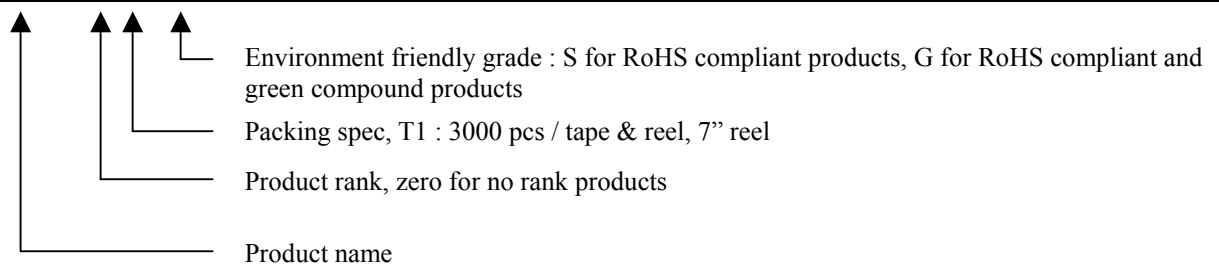 Environment friendly grade : S for RoHS compliant products, G for RoHS compliant and
green compound products
Packing spec, T1 : 3000 pcs / tape & reel, 7” reel
Product rank, zero for no rank products
Product name